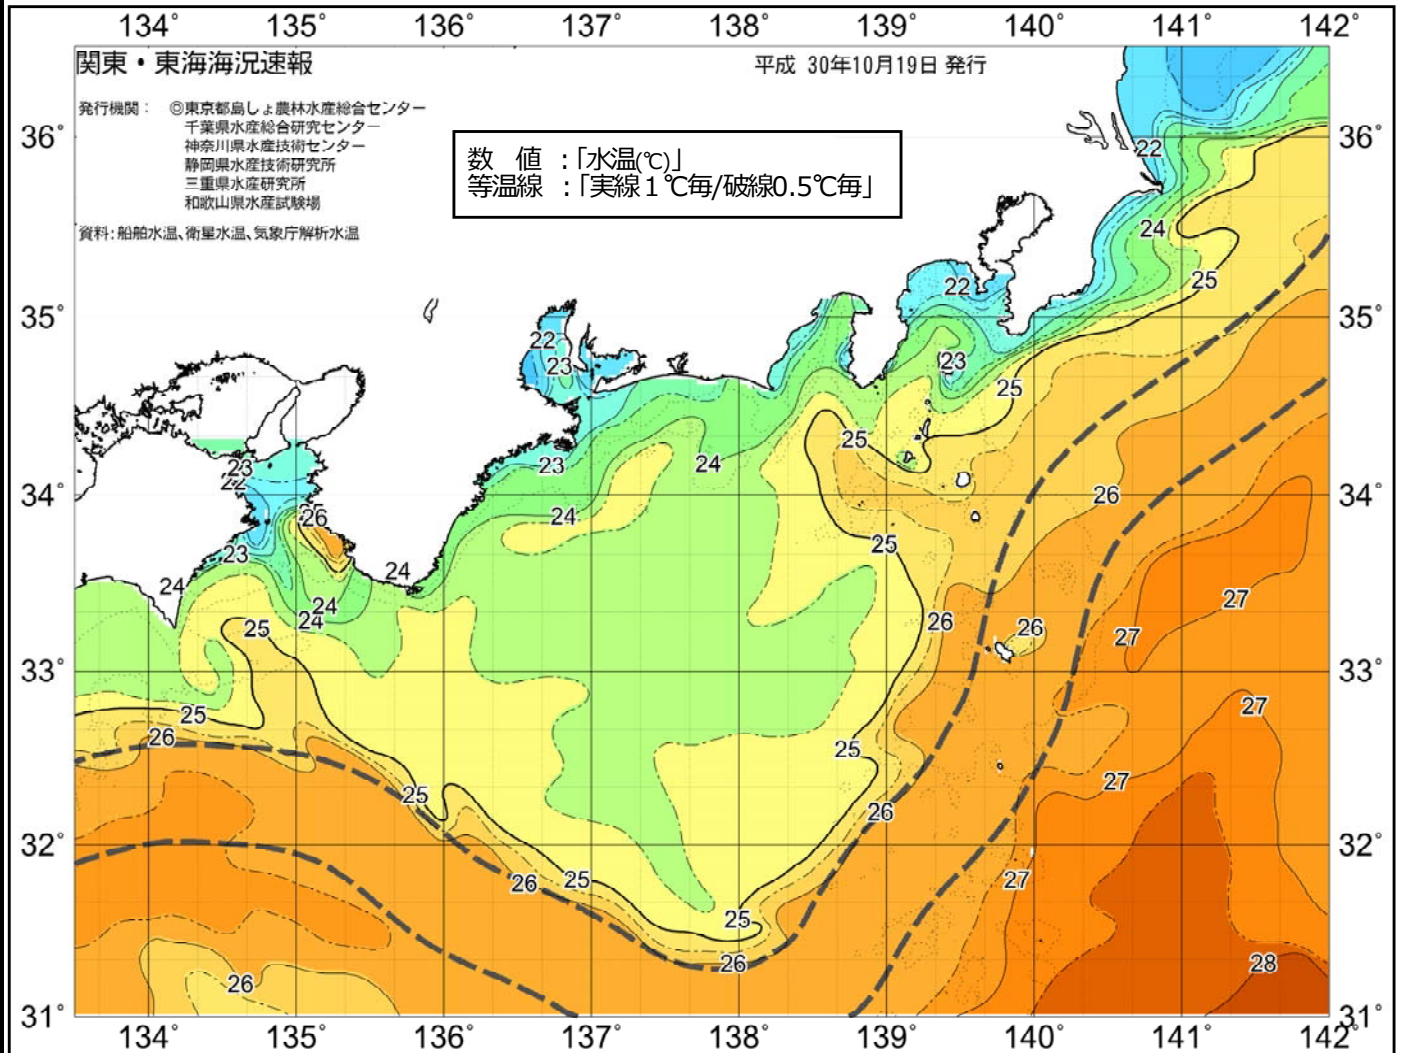 134 135 136 137 138 139 140 141 142
関東・東海海況速報
平成 30年10月19日 発行
発行機関： ◎東京都島しょ農林水産総合センター
千葉県水産総合研究センター
神奈川県水産技術センター
静岡県水産技術研究所
三重県水産研究所
和歌山県水産試験場
資料:船舶水温、衛星水温、気象庁解析水温
数 値 ：「水温(℃)」
等温線 ：「実線１℃毎/破線0.5℃毎」
36° 36°
22
24
25
22
35° 35°
22
23
23
25
25
23 23 24
22
34° 26 34°
26
24
25
23
24
24
27
24
24
26
26
27
25
33° 33°
25
27
26
25
27
25
26
32° 32°
26 25 27
25
26
28
26
31° 31°
134 135 136 137 138 139 140 141 142°